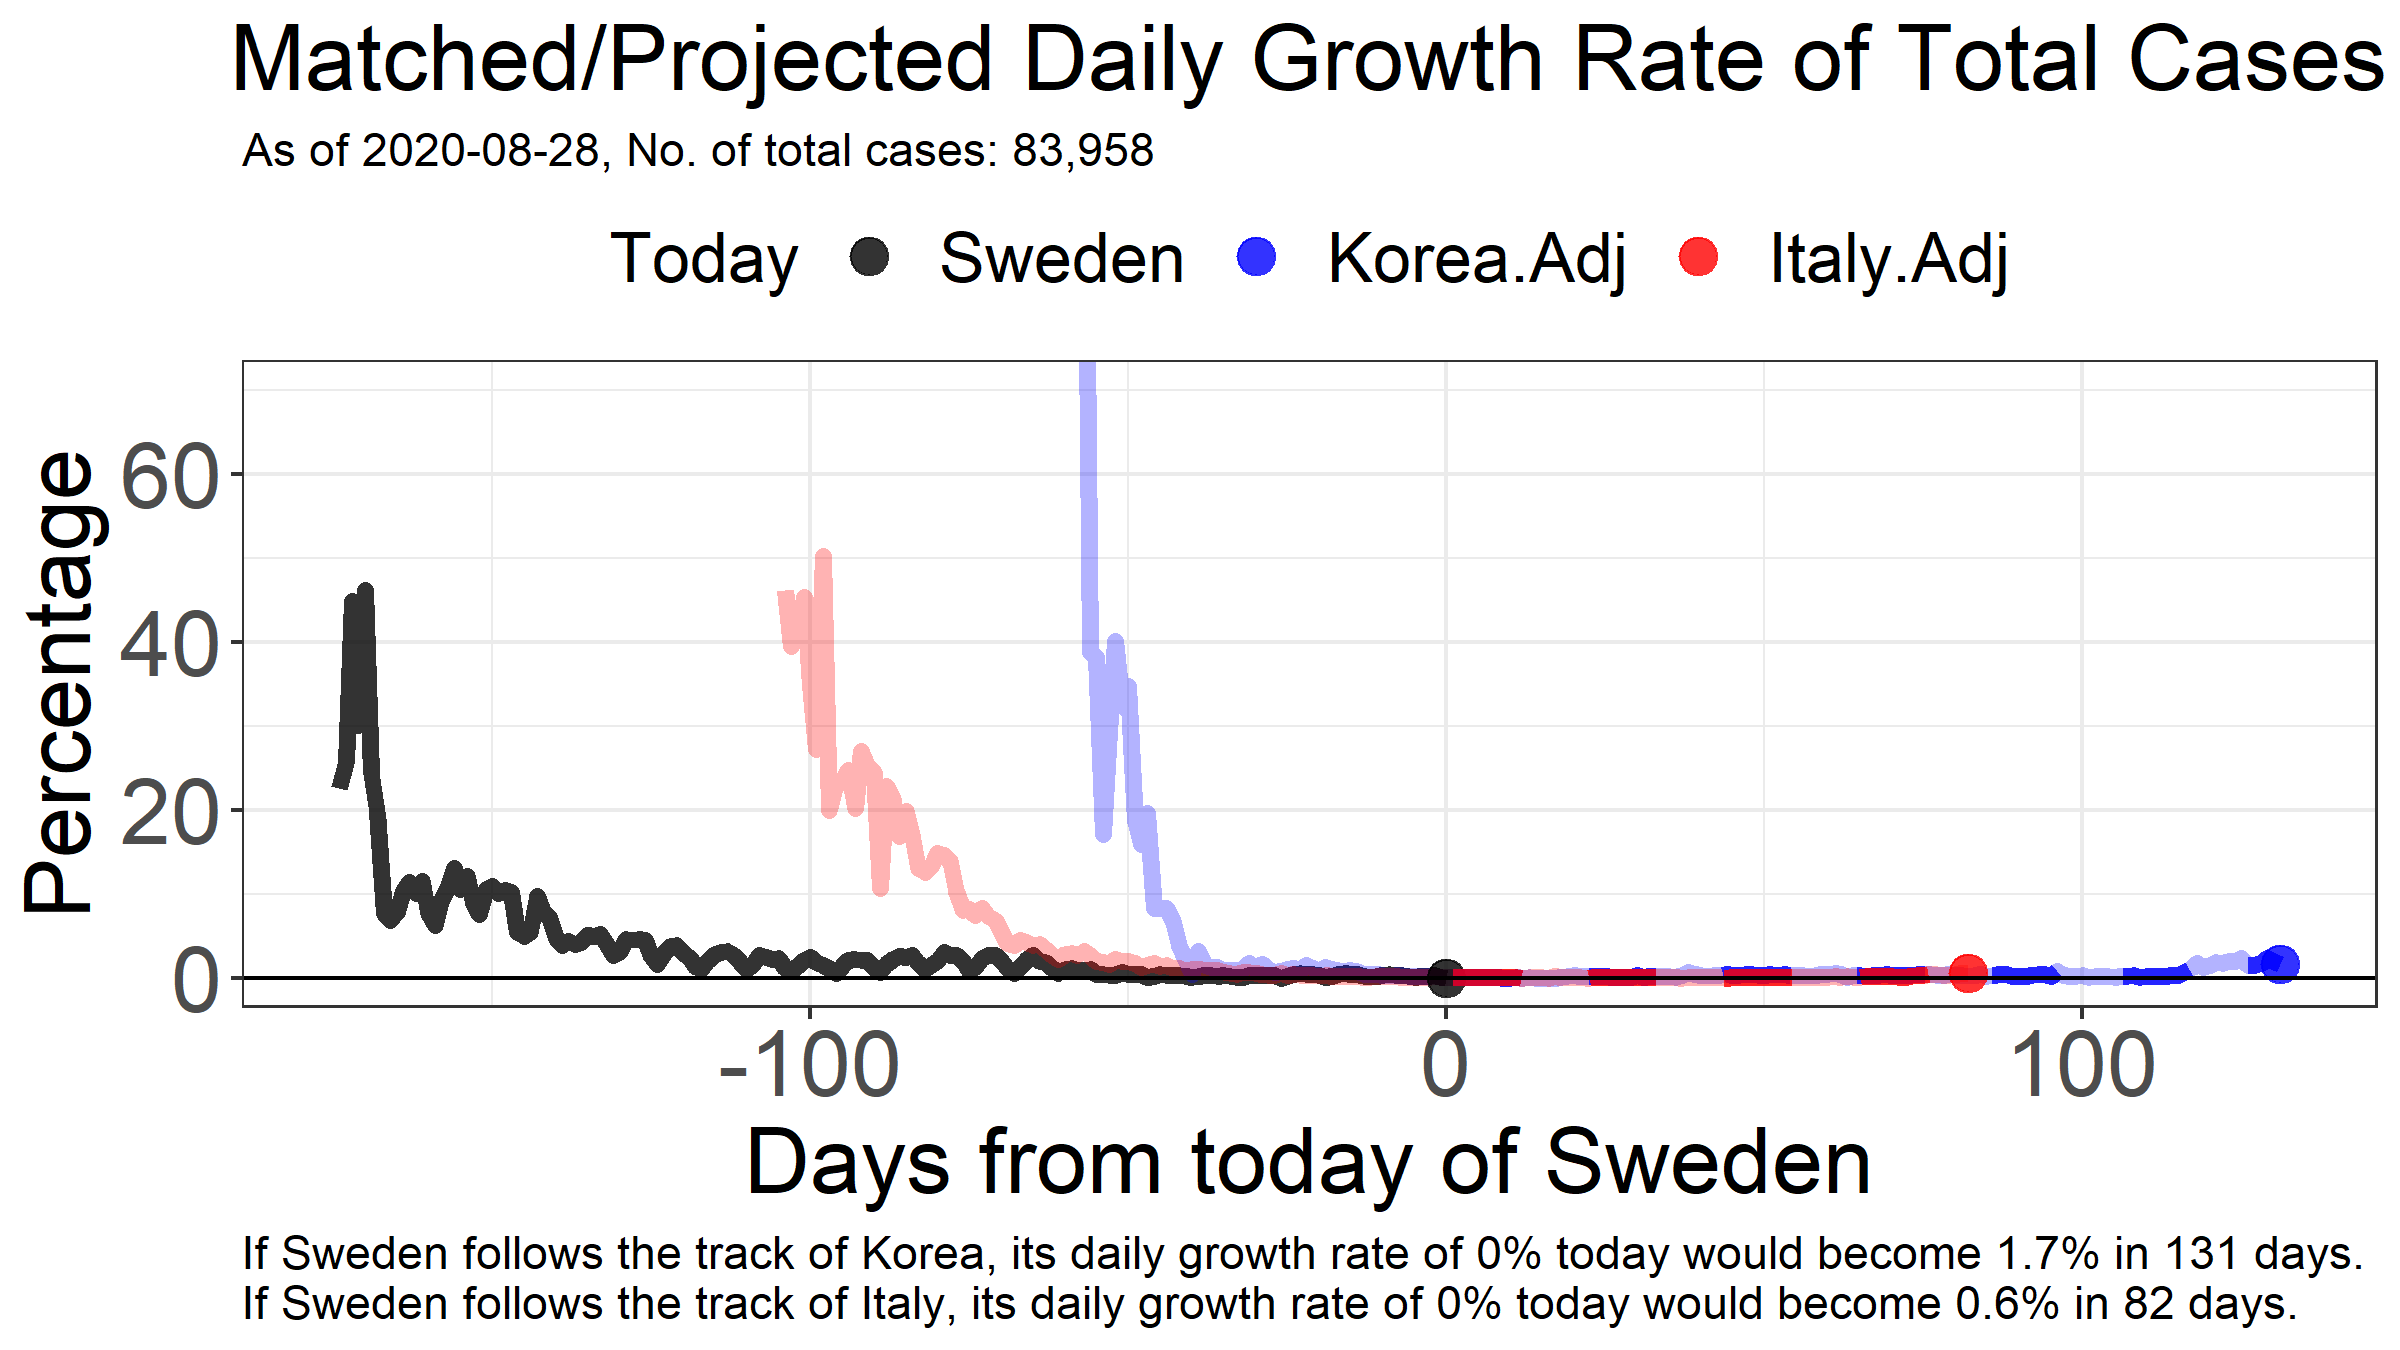 Matched/Projected Daily Growth Rate of Total Cases
As of 2020-08-28, No. of total cases: 83,958
Today Sweden Korea.Adj Italy.Adj
Percentage
60
40
20
0
-100 0 100
Days from today of Sweden
If Sweden follows the track of Korea, its daily growth rate of 0% today would become 1.7% in 131 days.
If Sweden follows the track of Italy, its daily growth rate of 0% today would become 0.6% in 82 days.